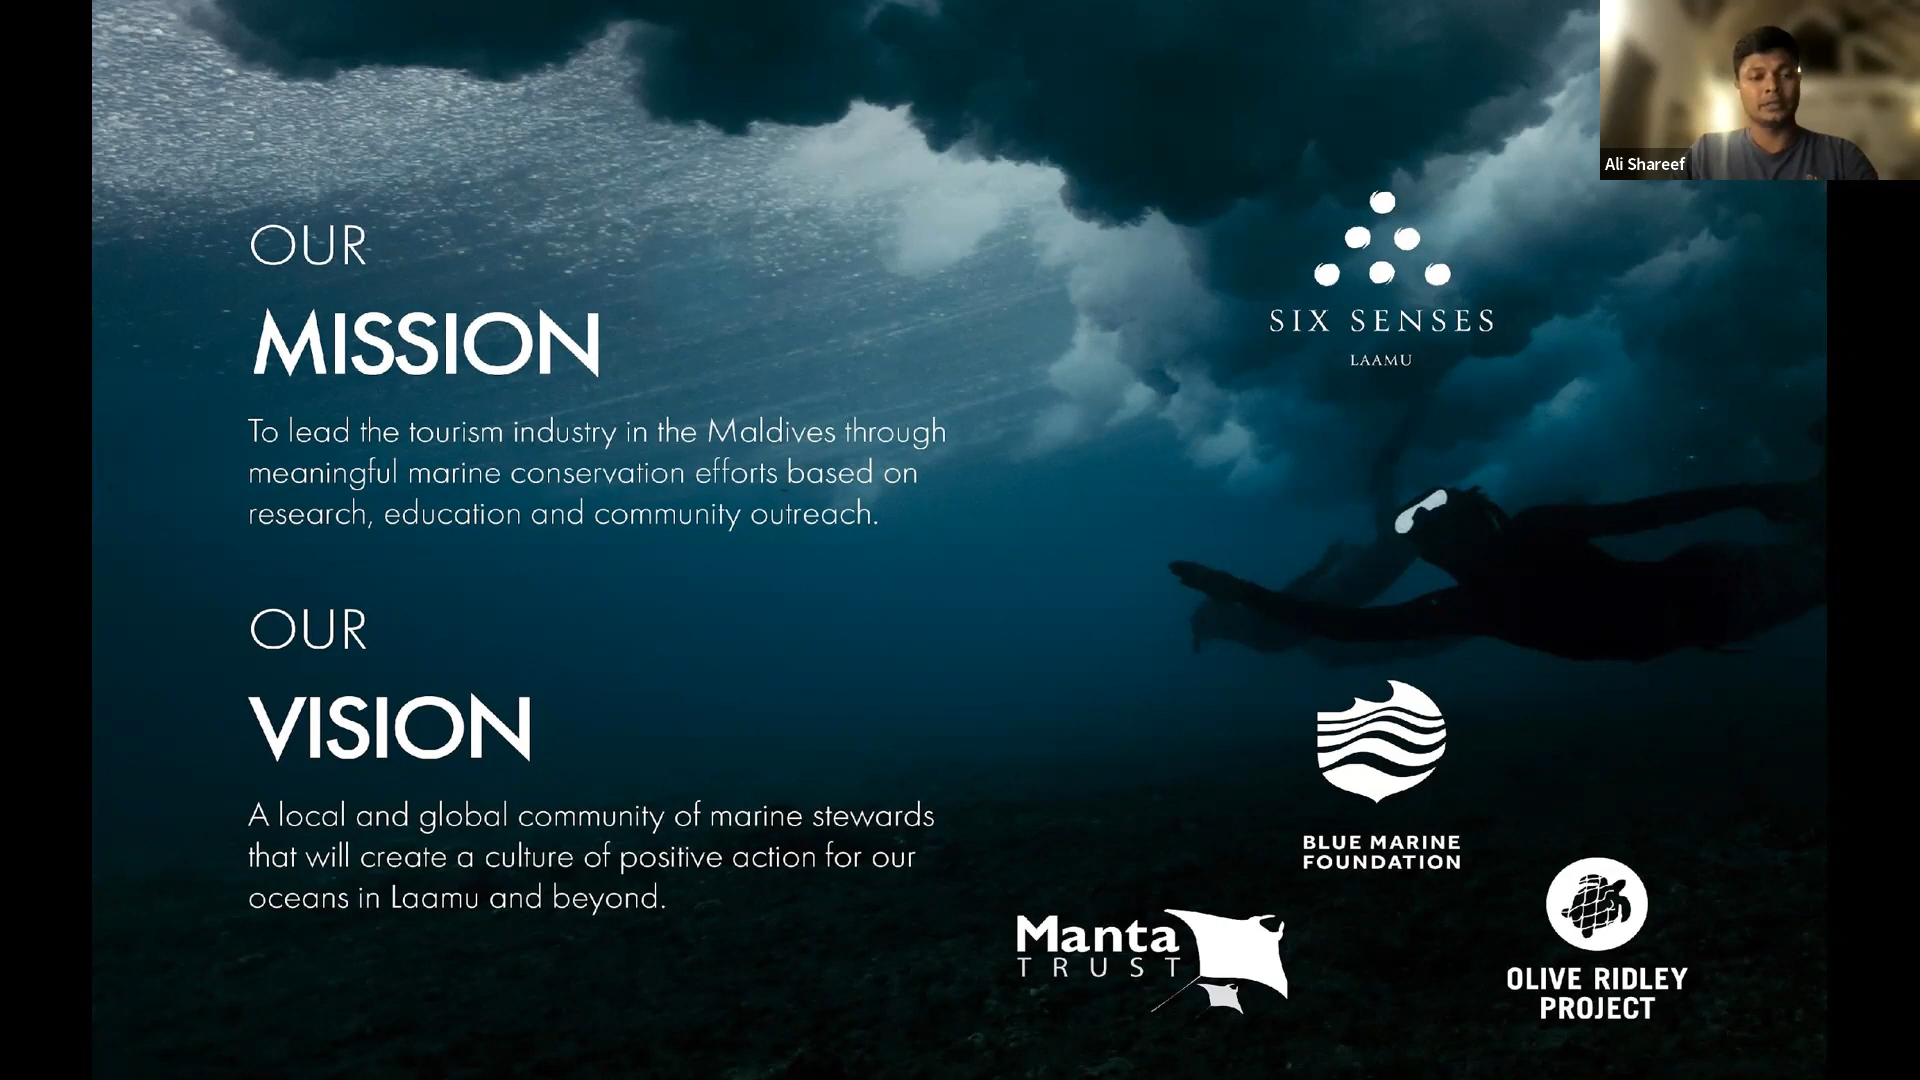 Ali Shareef
OUR
MISSION
To lead the tourism industry in the Maldives through
meaningful marine conservation efforts based on
research, education and community outreach.
OUR
VISION
A local and global community of marine stewards
that will create a culture of positive action for our
oceans in Laamu and beyond.
SIX SENSES
LAAMU
BLUE MARINE
FOUNDATION
Manta
TRUST
OLIVE RIDLEY
PROJECT